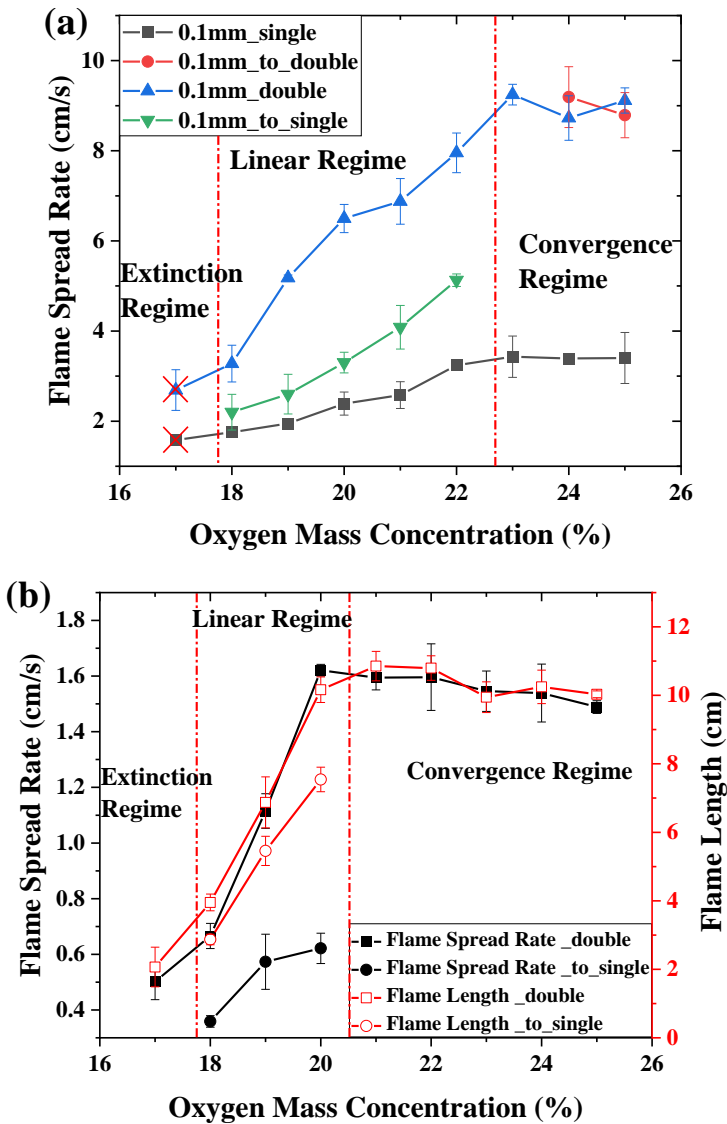 (a)
0.1mm_single
0.1mm_to_double
0.1mm_double
0.1mm_to_single
Linear Regime
Extinction
Regime
Convergence
Regime
Flame Spread Rate (cm/s)
10
8
6
4
2
16 18 20 22 24 26
Oxygen Mass Concentration (%)
(b)
Linear Regime
Extinction
Regime
Convergence Regime
Flame Spread Rate (cm/s)
1.8
1.6
1.4
1.2
1.0
0.8
0.6
0.4
Flame Length (cm)
12
10
8
6
4
2
0
Flame Spread Rate _double
Flame Spread Rate _to_single
Flame Length _double
Flame Length _to_single
16 18 20 22 24 26
Oxygen Mass Concentration (%)